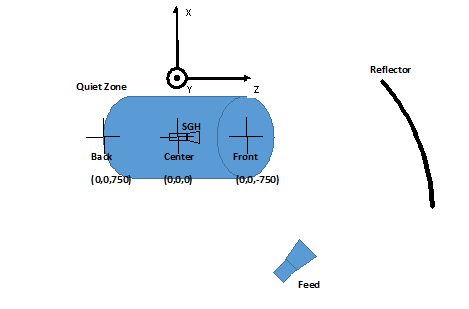 X
Y
Z
Reflector
Quiet Zone
SGH
Back
Center
Front
(0,0,750)
(0,0,0)
(0,0,-750)
Feed